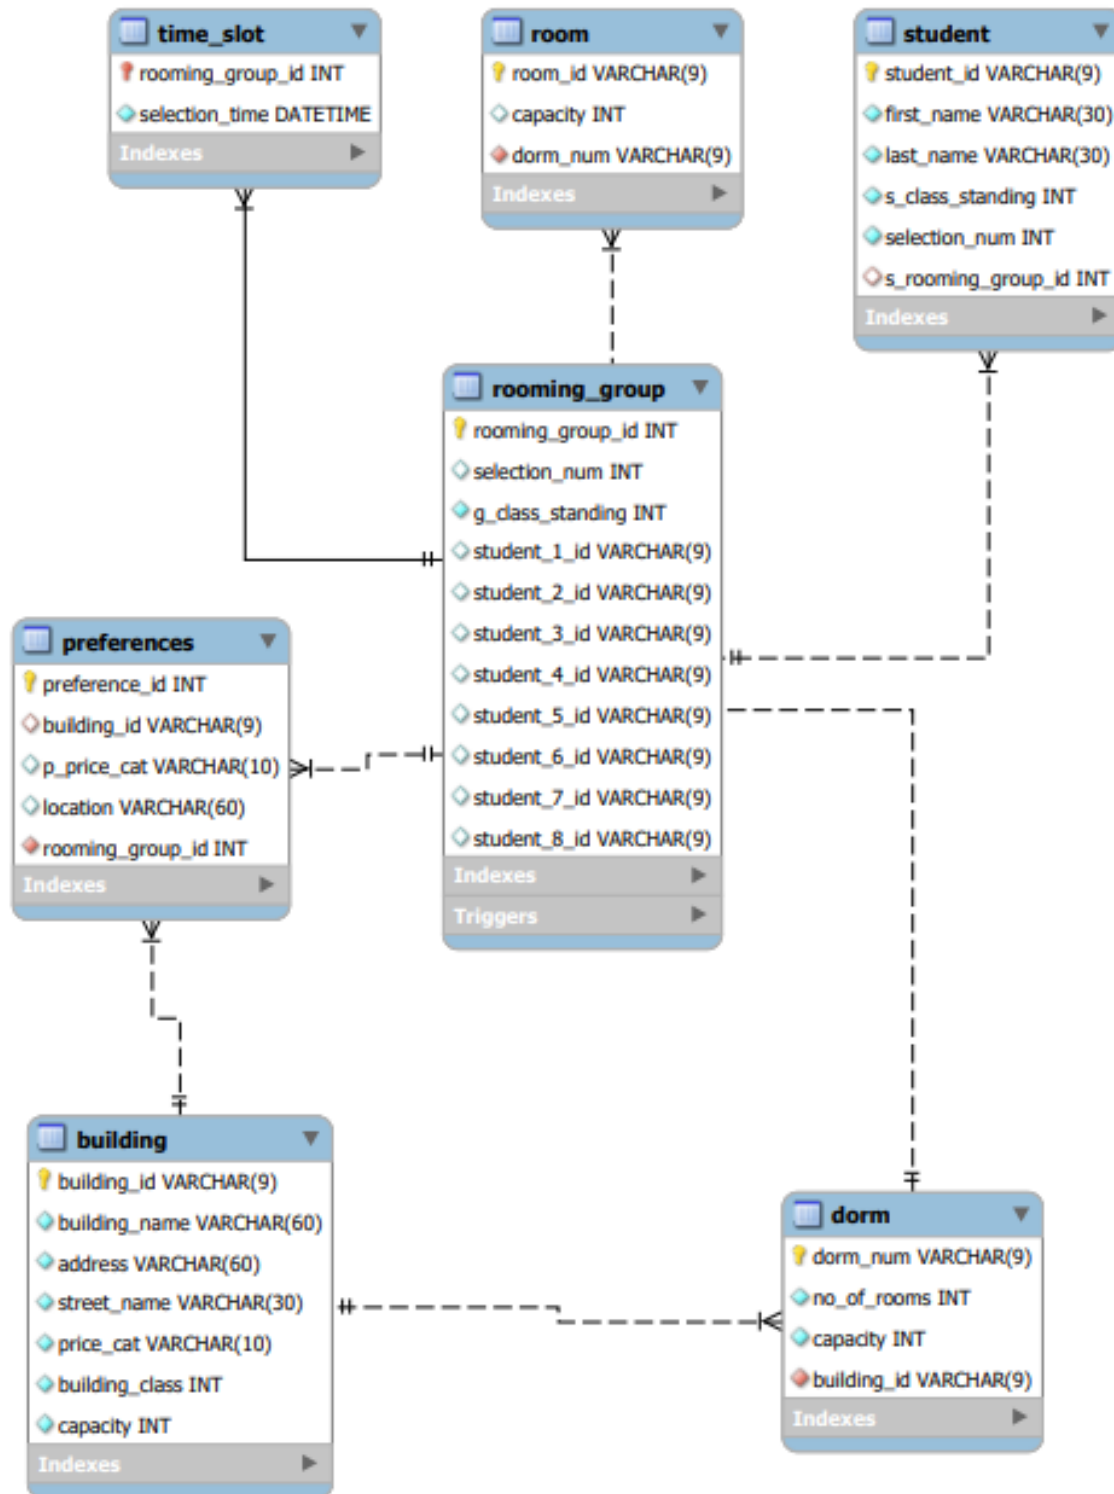 time_slot
rooming_group_id INT
selection_time DATETIME
Indexes
room
room_id VARCHAR(9)
capacity INT
dorm_num VARCHAR(9)
Indexes
student
student_id VARCHAR(9)
first_name VARCHAR(30)
last_name VARCHAR(30)
s_class_standing INT
selection_num INT
s_rooming_group_id INT
Indexes
rooming_group
rooming_group_id INT
selection_num INT
g_class_standing INT
student_1_id VARCHAR(9)
student_2_id VARCHAR(9)
student_3_id VARCHAR(9)
student_4_id VARCHAR(9)
student_5_id VARCHAR(9)
student_6_id VARCHAR(9)
student_7_id VARCHAR(9)
student_8_id VARCHAR(9)
Indexes
Triggers
preferences
preference_id INT
building_id VARCHAR(9)
p_price_cat VARCHAR(10)
location VARCHAR(60)
rooming_group_id INT
Indexes
building
building_id VARCHAR(9)
building_name VARCHAR(60)
address VARCHAR(60)
street_name VARCHAR(30)
price_cat VARCHAR(10)
building_class INT
capacity INT
Indexes
dorm
dorm_num VARCHAR(9)
no_of_rooms INT
capacity INT
building_id VARCHAR(9)
Indexes